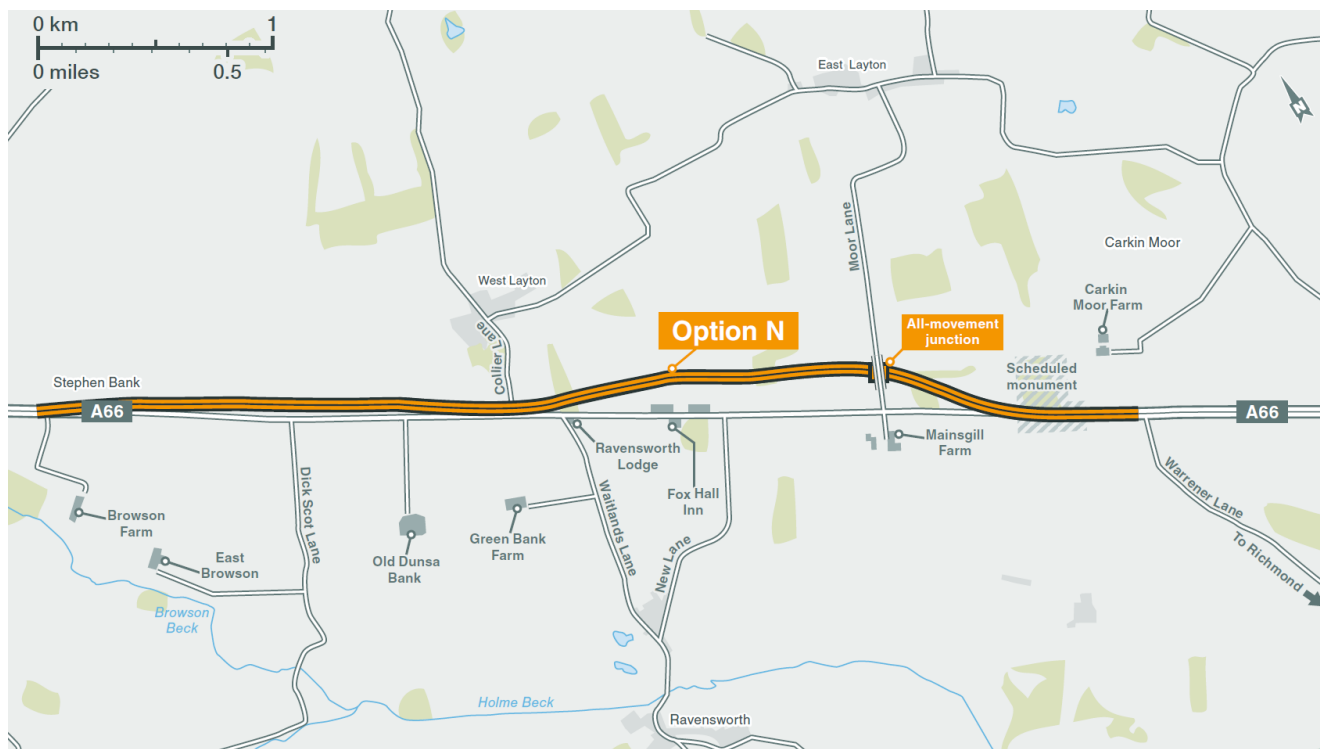 0 km 1
0 miles 0.5
East Layton
N
Moor Lane
Carkin Moor
West Layton
Carkin
Moor Farm
Collier Lane
Option N
All-movement
junction
Scheduled
monument
Stephen Bank
A66
A66
Ravensworth
Lodge
Mainsgill
Farm
Fox Hall
Inn
Dick Scot Lane
Waitlands Lane
Warrener Lane
Browson
Farm
East
Browson
Old Dunsa
Bank
Green Bank
Farm
New Lane
To Richmond
Browson
Beck
Holme Beck
Ravensworth